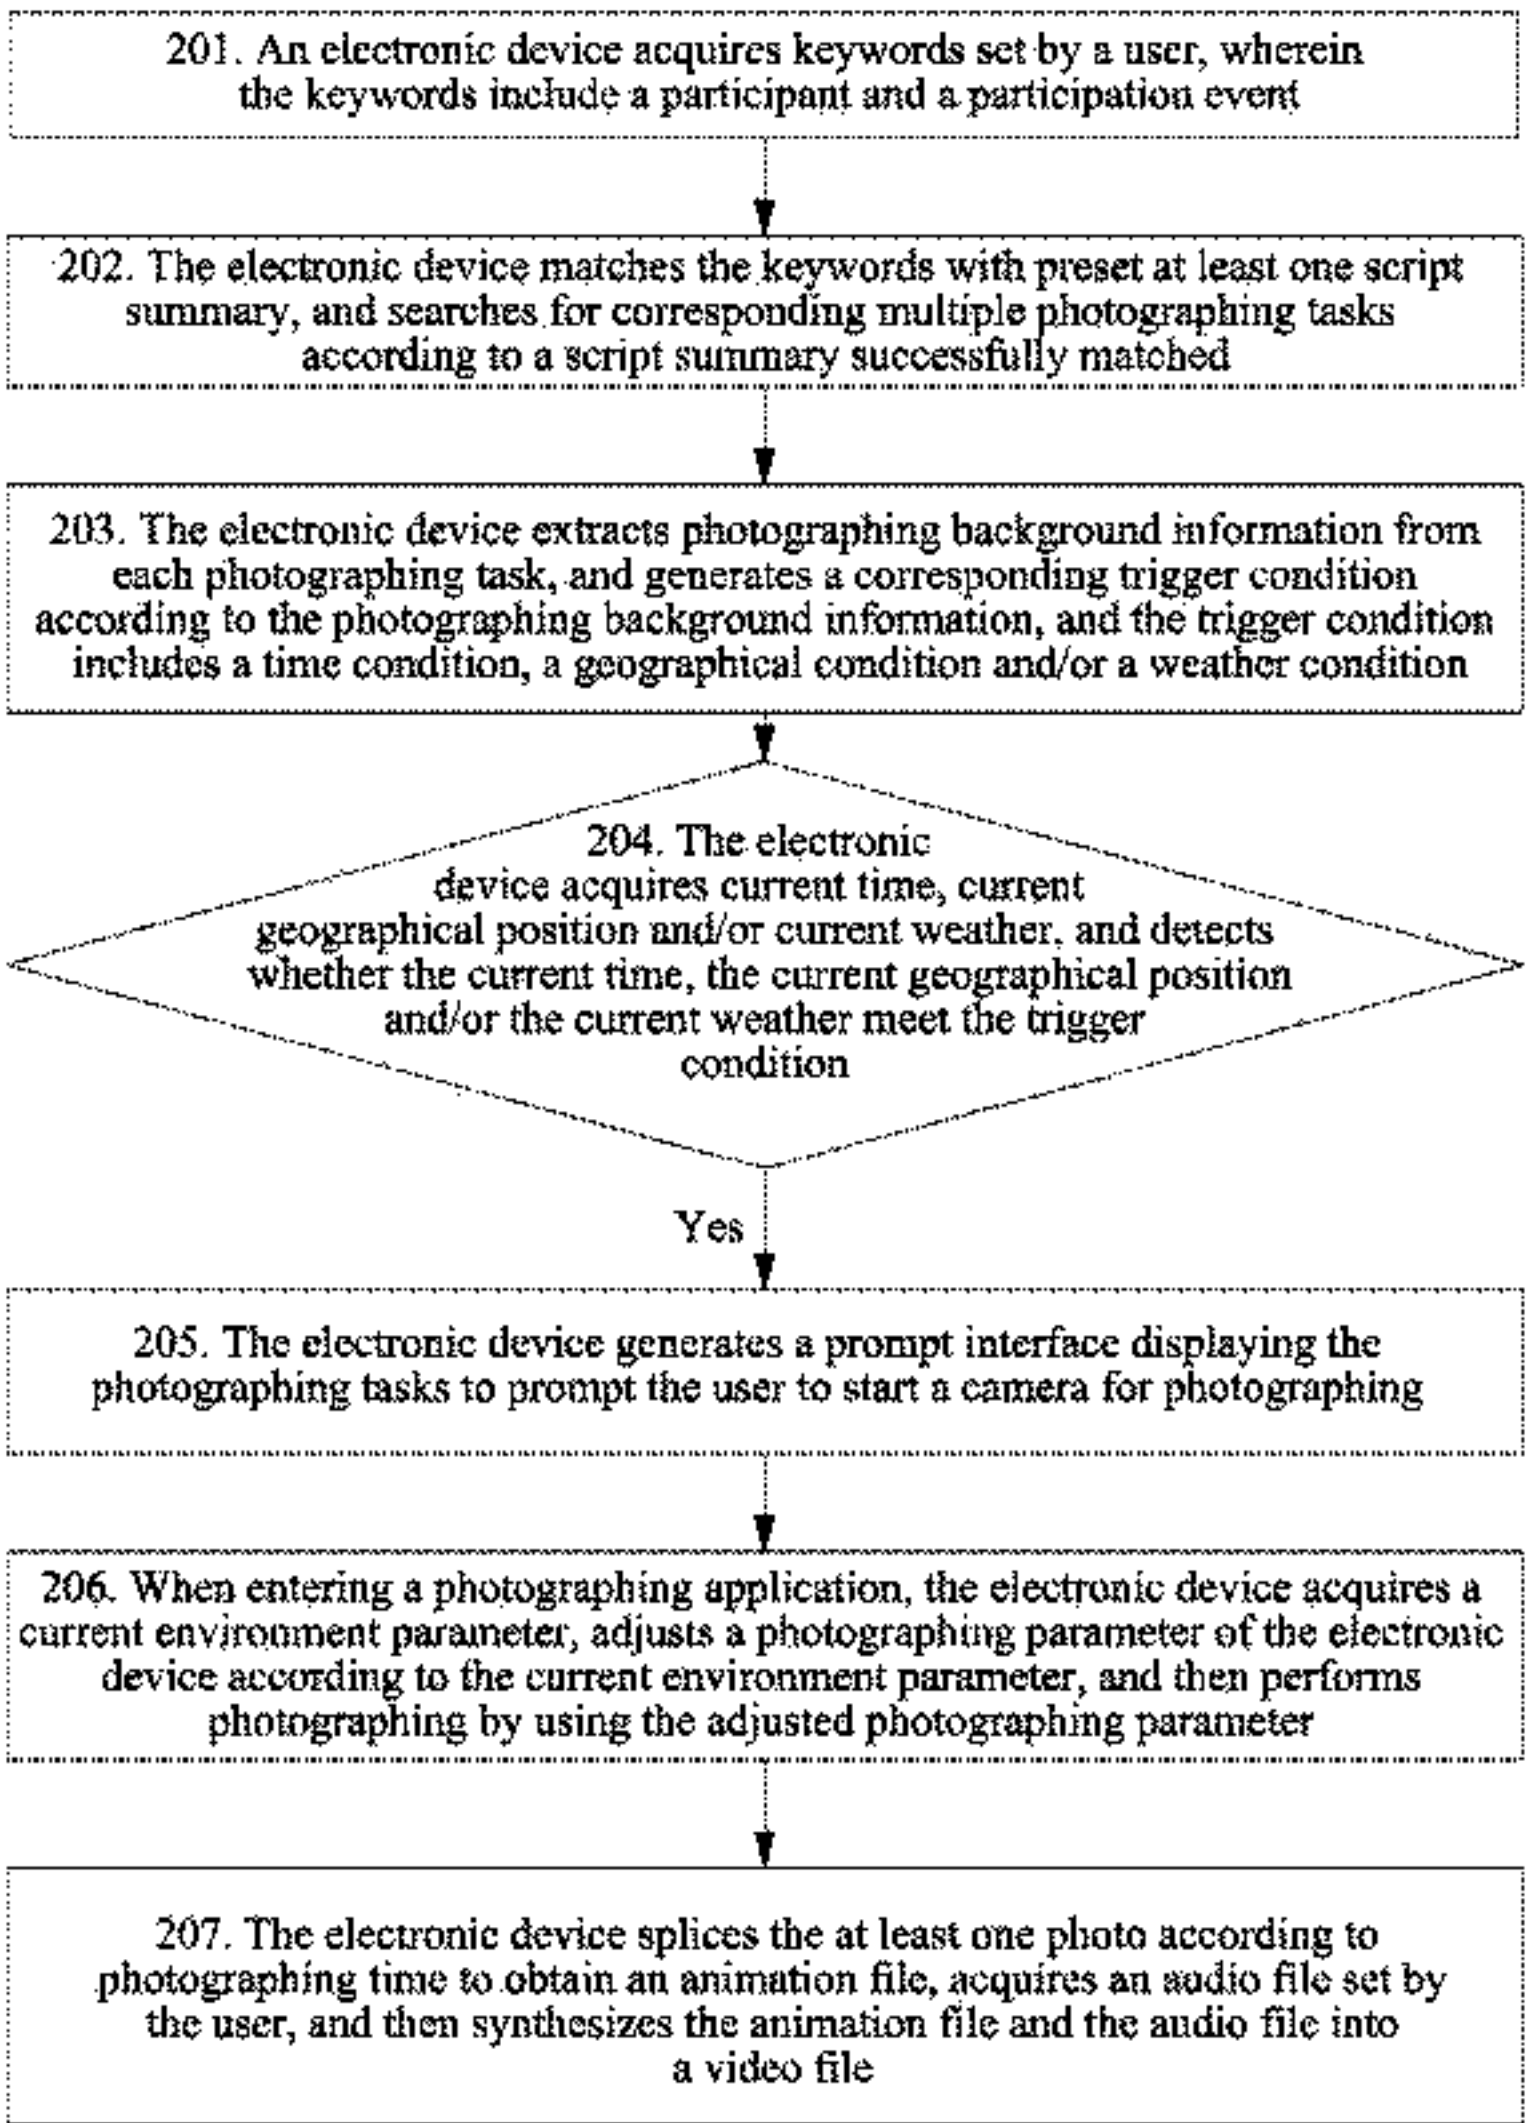 201. An electronic device acquires keywords set by a user, wherein
the keywords include a participant and a participation event
202. The electronic device matches the keywords with preset at least one script
summary, and searches for corresponding multiple photographing tasks
according to a script summary successfully matched
203. The electronic device extracts photographing background information from
each photographing task, and generates a corresponding trigger condition
according to the photographing background information, and the trigger condition
includes a time condition, a geographical condition and/or a weather condition
204. The electronic
device acquires current time, current
geographical position and/or current weather, and detects
whether the current time, the current geographical position
and/or the current weather meet the trigger
condition
Yes
205. The electronic device generates a prompt interface displaying the
photographing tasks to prompt the user to start a camera for photographing
206. When entering a photographing application, the electronic device acquires a
current environment parameter, adjusts a photographing parameter of the electronic
device according to the current environment parameter, and then performs
photographing by using the adjusted photographing parameter
207. The electronic device splices the at least one photo according to
photographing time to obtain an animation file, acquires an audio file set by
the user, and then synthesizes the animation file and the audio file into
a video file